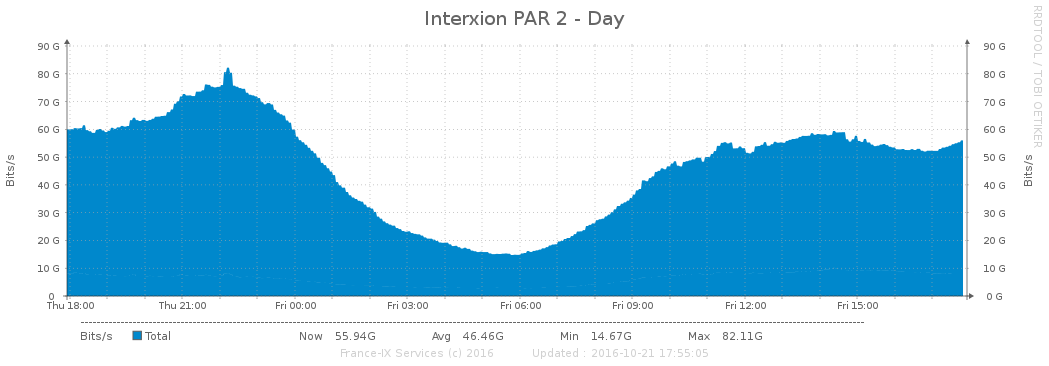 Interxion PAR 2 - Day
RRDTOOL / TOBI OETIKER
90 G 90 G
80 G 80 G
70 G 70 G
60 G 60 G
50 G 50 G
40 G 40 G
30 G 30 G
20 G 20 G
10 G 10 G
0 0 G
Bits/s
Bits/s
Thu 18:00 Thu 21:00 Fri 00:00 Fri 03:00 Fri 06:00 Fri 09:00 Fri 12:00 Fri 15:00
Bits/s Total Now 55.94G Avg 46.46G Min 14.67G Max 82.11G
France-IX Services (c) 2016 Updated : 2016-10-21 17:55:05